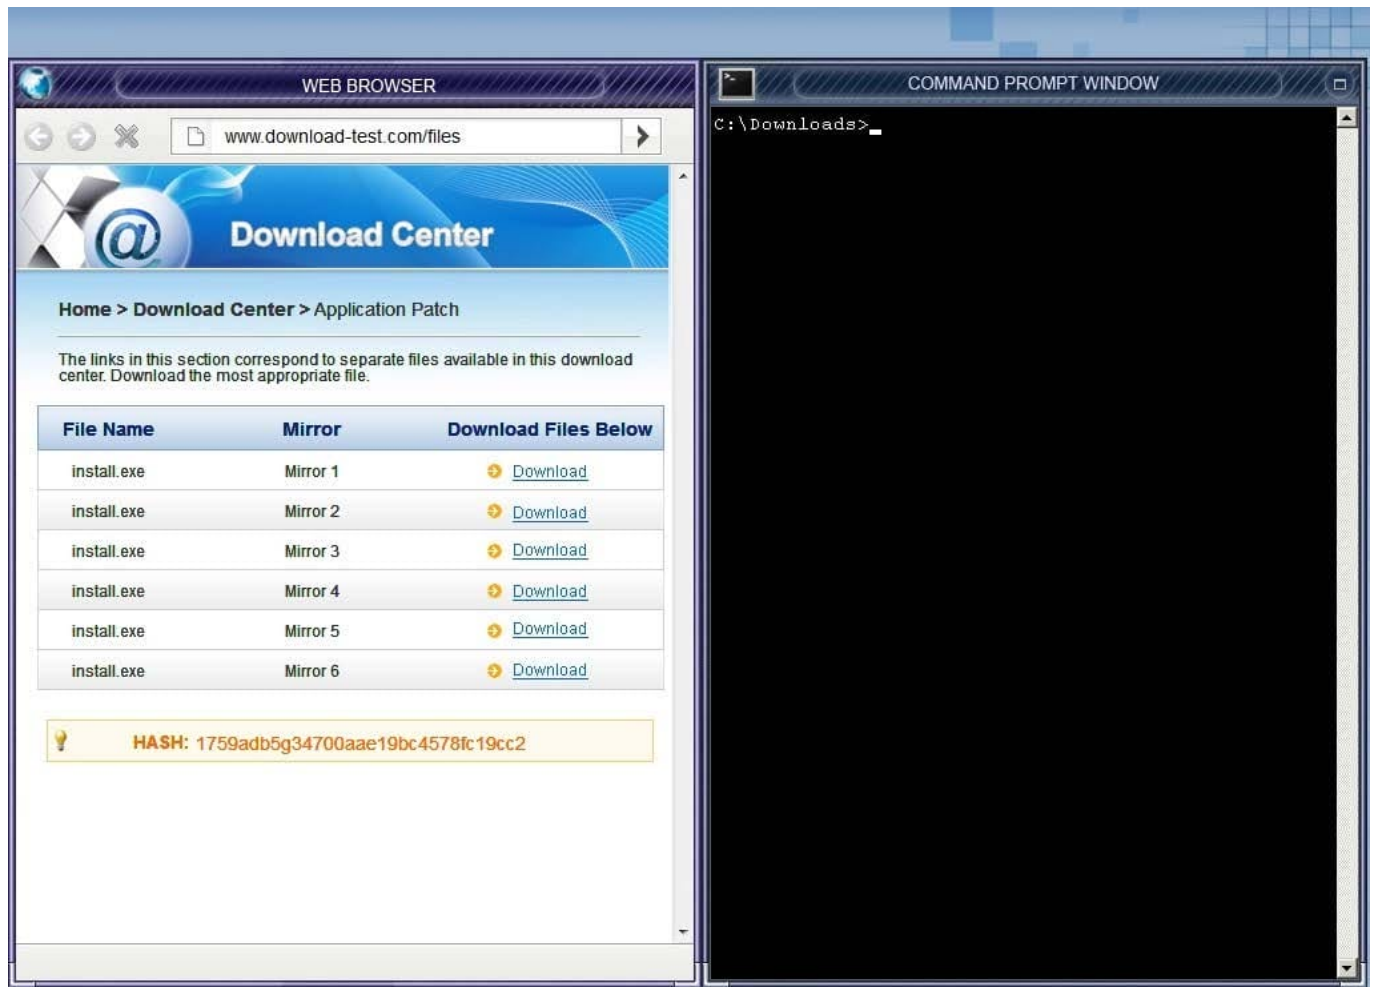 WEB BROWSER
www.download-test.com/files
@
Download Center
Home > Download Center > Application Patch
The links in this section correspond to separate files available in this download
center. Download the most appropriate file.
File Name Mirror Download Files Below
install.exe Mirror 1 Download
install.exe Mirror 2 Download
install.exe Mirror 3 Download
install.exe Mirror 4 Download
install.exe Mirror 5 Download
install.exe Mirror 6 Download
HASH: 1759adb5g34700aae19bc4578fc19cc2
COMMAND PROMPT WINDOW
C:\Downloads>_